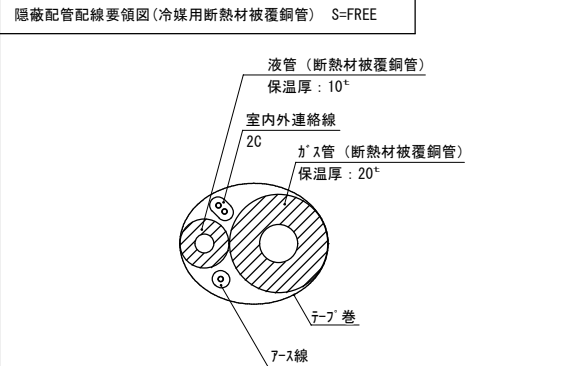 隠蔽配管配線要領図(冷媒用断熱材被覆銅管) S=FREE
液管（断熱材被覆銅管）
保温厚：10ᵗ
室内外連絡線
2C
ｶﾞｽ管（断熱材被覆銅管）
保温厚：20ᵗ
ﾃｰﾌﾟ巻
ｱｰｽ線